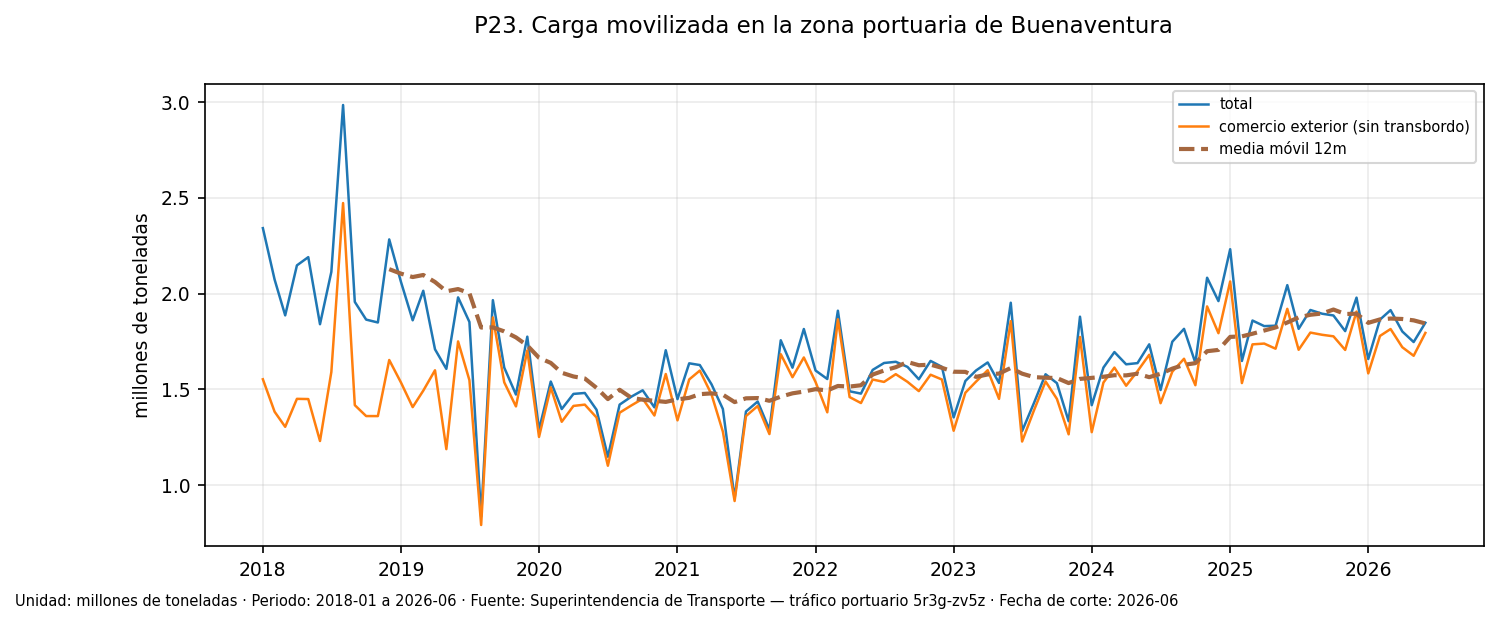 P23. Carga movilizada en la zona portuaria de Buenaventura
total
comercio exterior (sin transbordo)
media móvil 12m
millones de toneladas
3.0
2.5
2.0
1.5
1.0
2018
2019
2020
2021
2022
2023
2024
2025
2026
Unidad: millones de toneladas · Periodo: 2018-01 a 2026-06 · Fuente: Superintendencia de Transporte — tráfico portuario 5r3g-zv5z · Fecha de corte: 2026-06